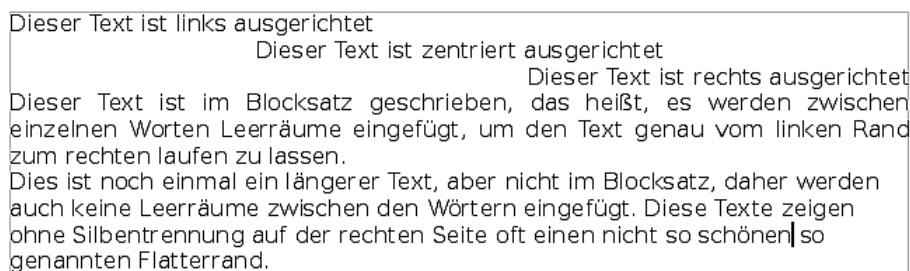 Dieser Text ist links ausgerichtet
Dieser Text ist zentriert ausgerichtet
Dieser Text ist rechts ausgerichtet
Dieser Text ist im Blocksatz geschrieben, das heißt, es werden zwischen
einzelnen Worten Leerräume eingefügt, um den Text genau vom linken Rand
zum rechten laufen zu lassen.
Dies ist noch einmal ein längerer Text, aber nicht im Blocksatz, daher werden
auch keine Leerräume zwischen den Wörtern eingefügt. Diese Texte zeigen
ohne Silbentrennung auf der rechten Seite oft einen nicht so schönen so
genannten Flatterrand.